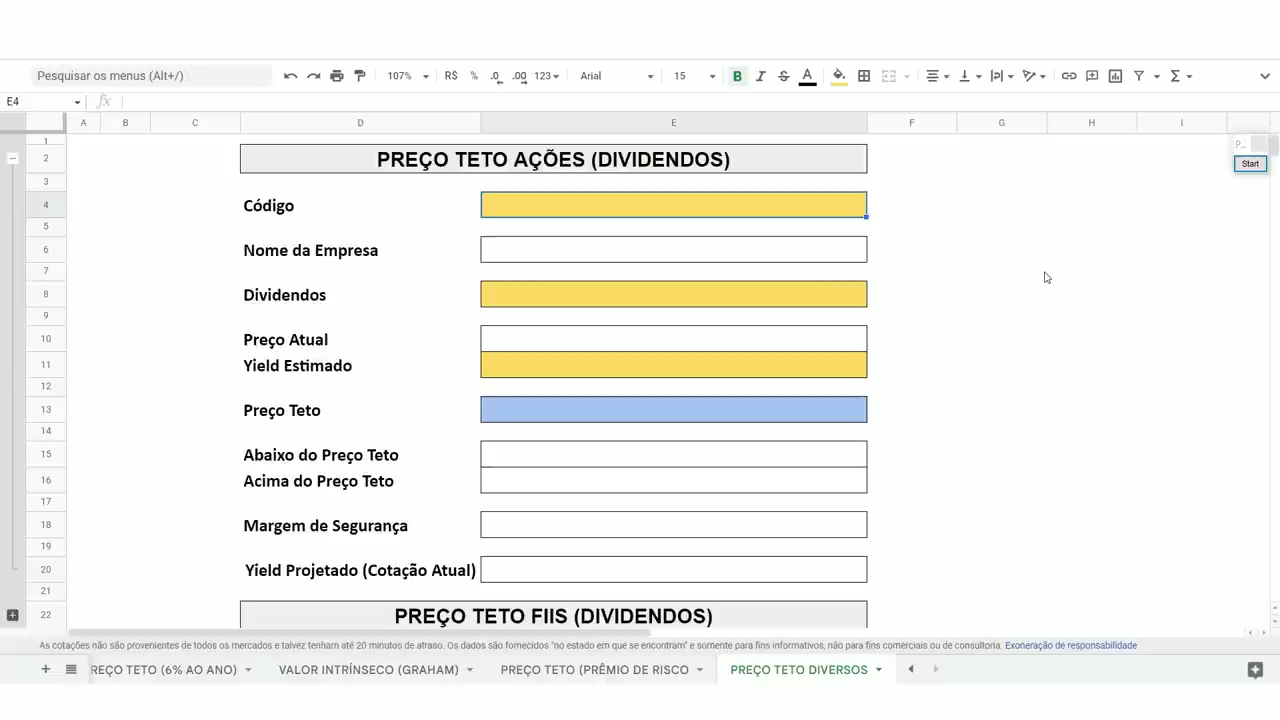 Pesquisar os menus (Alt+/)
107% R$ % .0 .00 123 Arial 15 B I S A
E4 fx
A B C D E F G H I
1
2 PREÇO TETO AÇÕES (DIVIDENDOS)
P... Start
3
4 Código
5
6 Nome da Empresa
7
8 Dividendos
9
10 Preço Atual
11 Yield Estimado
12
13 Preço Teto
14
15 Abaixo do Preço Teto
16 Acima do Preço Teto
17
18 Margem de Segurança
19
20 Yield Projetado (Cotação Atual)
21
22 PREÇO TETO FIIS (DIVIDENDOS)
As cotações não são provenientes de todos os mercados e talvez tenham até 20 minutos de atraso. Os dados são fornecidos "no estado em que se encontram" e somente para fins informativos, não para fins comerciais ou de consultoria. Exoneração de responsabilidade
REÇO TETO (6% AO ANO) VALOR INTRÍNSECO (GRAHAM) PREÇO TETO (PRÊMIO DE RISCO PREÇO TETO DIVERSOS